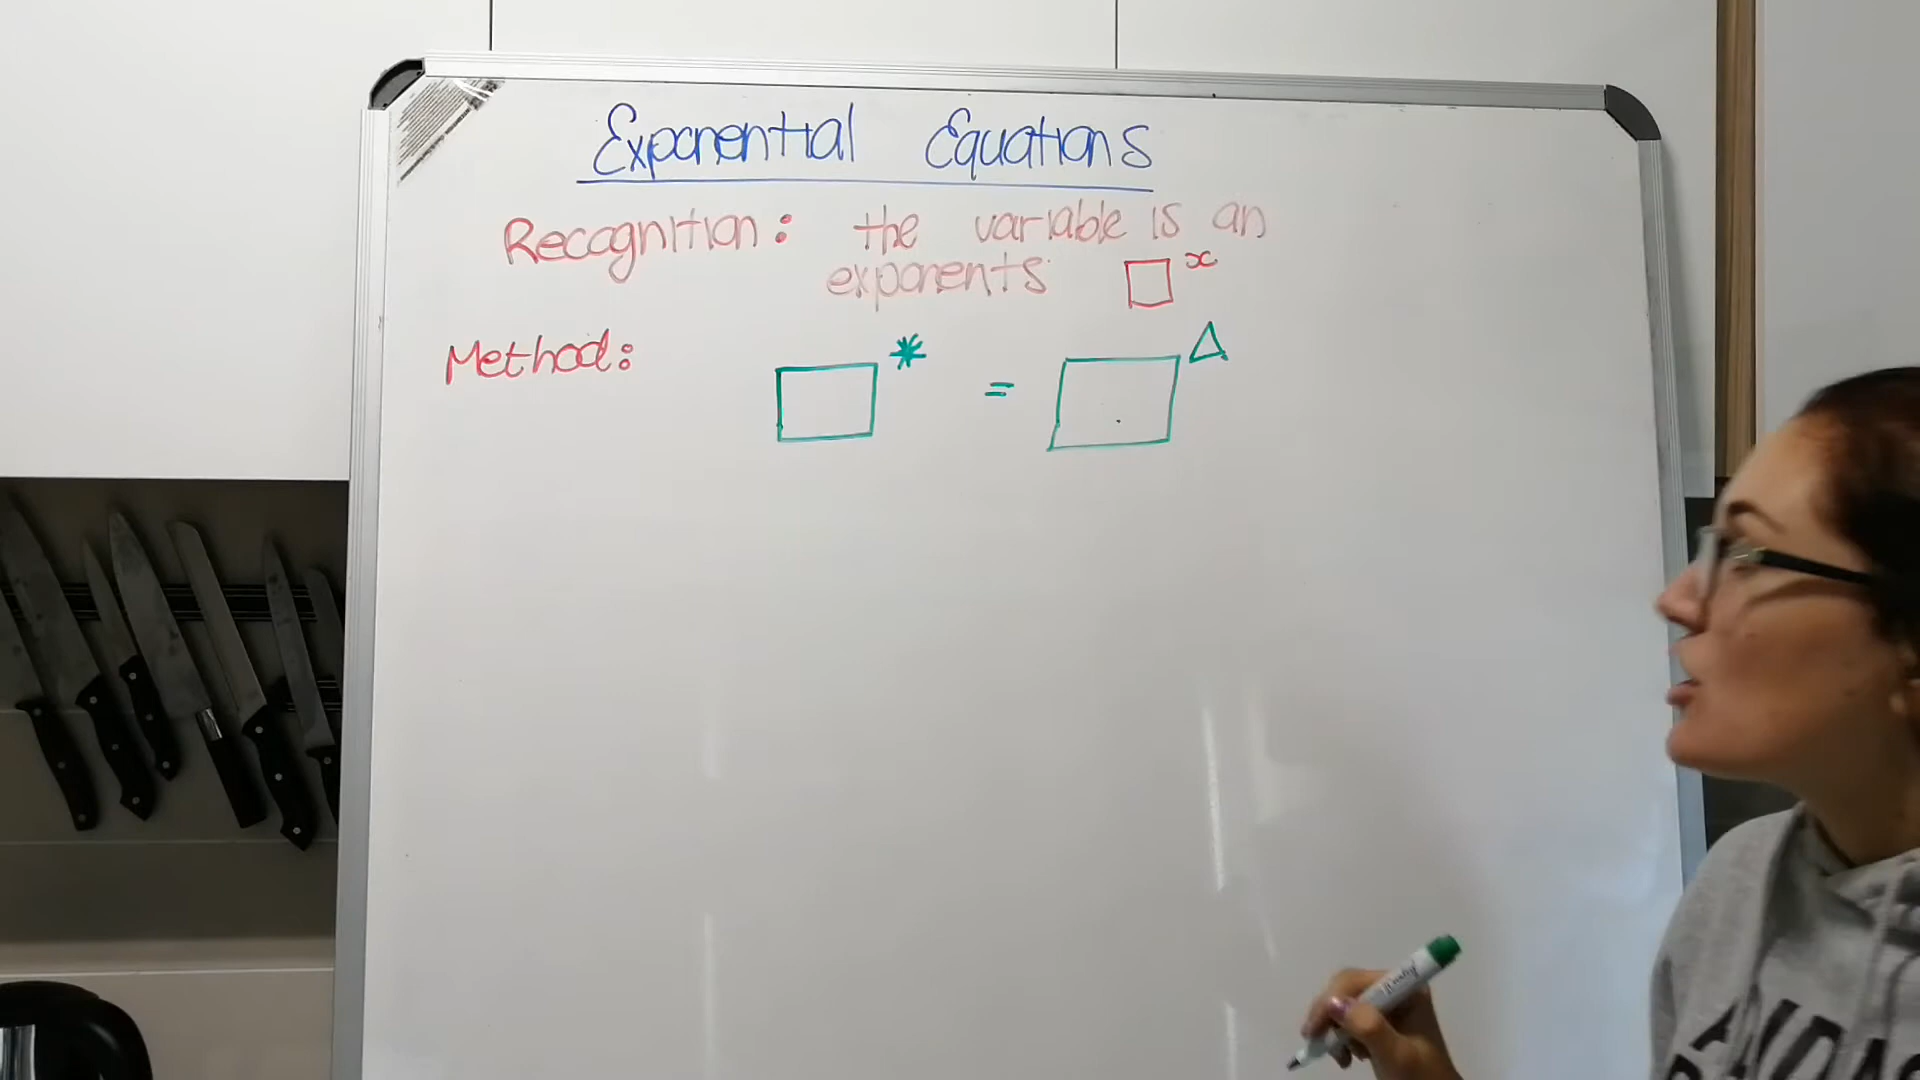 Exponential Equations
Recognition: the variable is an
exponents □ x
Method: □ * = □ △